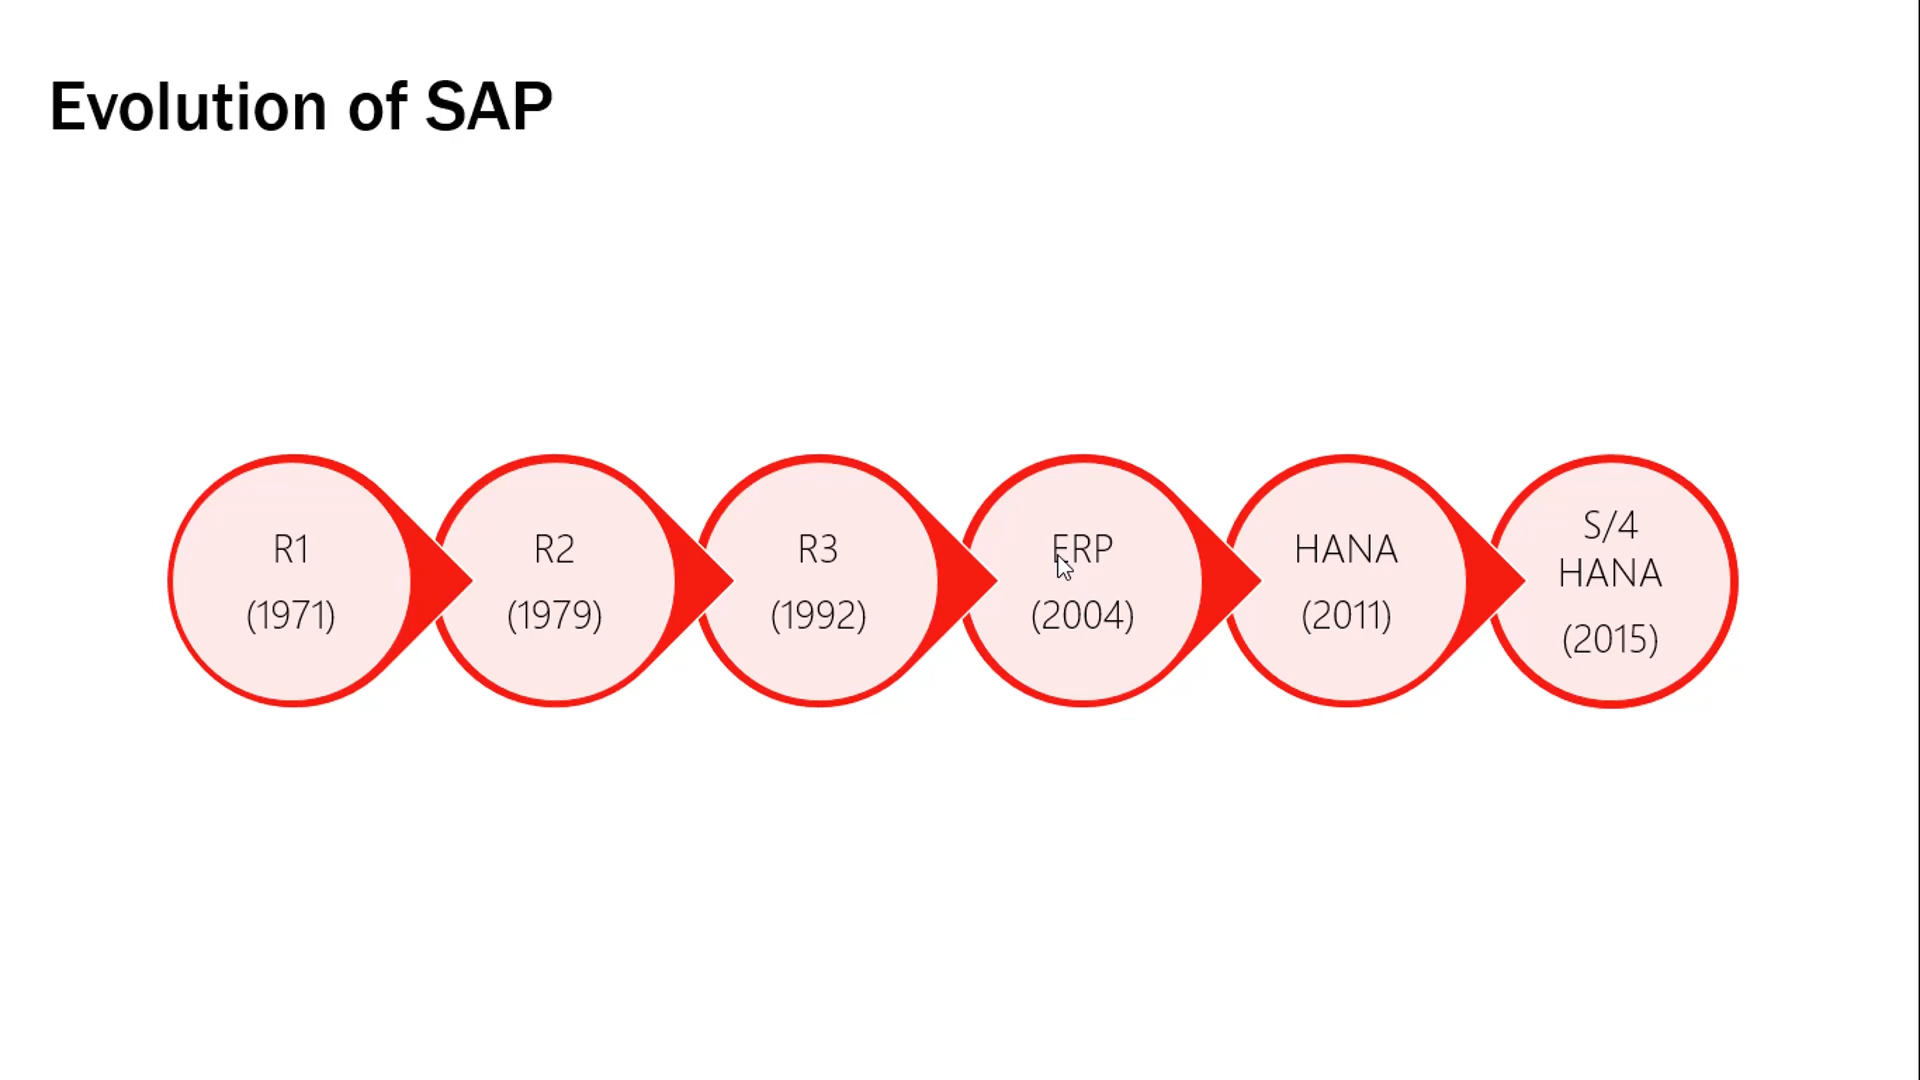 Evolution of SAP
R1
(1971)
R2
(1979)
R3
(1992)
ERP
(2004)
HANA
(2011)
S/4
HANA
(2015)